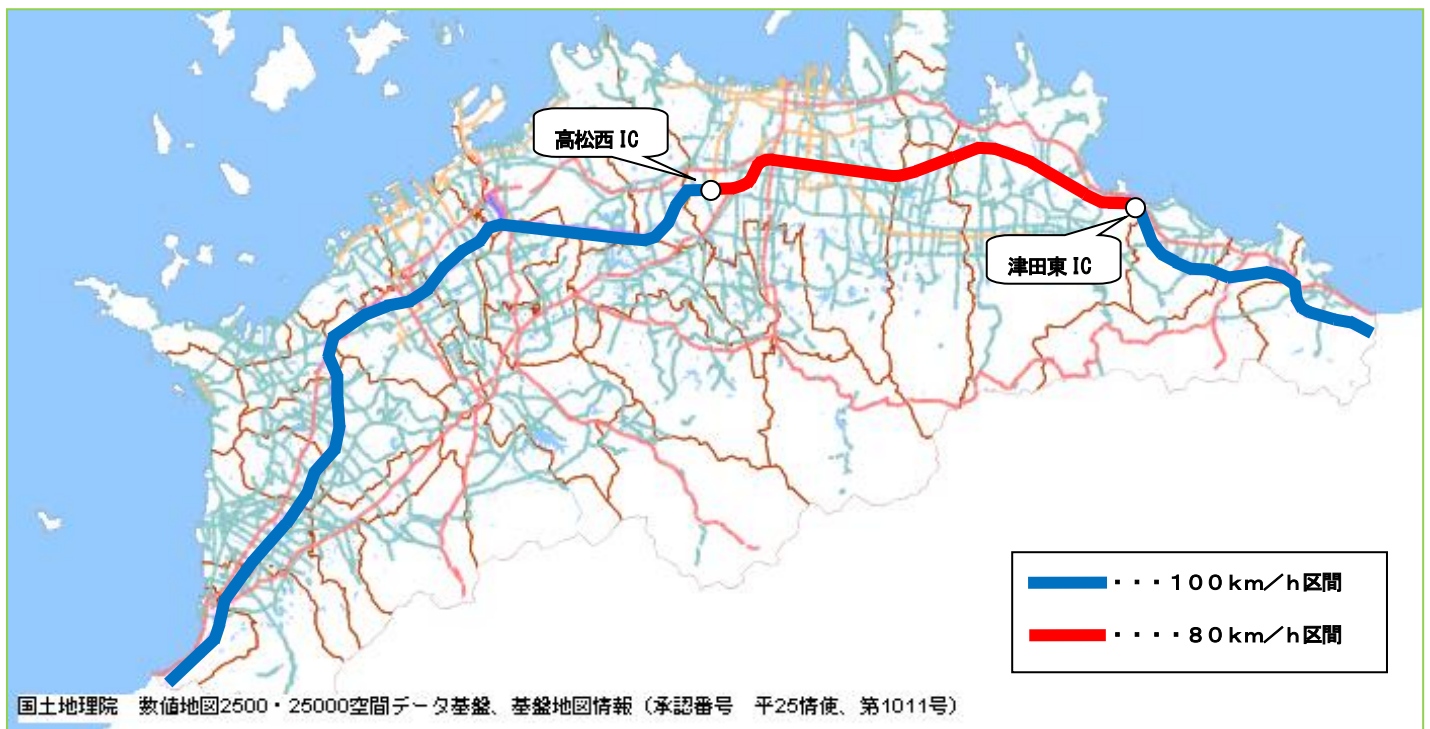 高松西 IC
津田東 IC
・・・１００ｋｍ／ｈ区間
・・・・８０ｋｍ／ｈ区間
国土地理院　数値地図2500・25000空間データ基盤、基盤地図情報（承認番号　平25情使、第1011号）